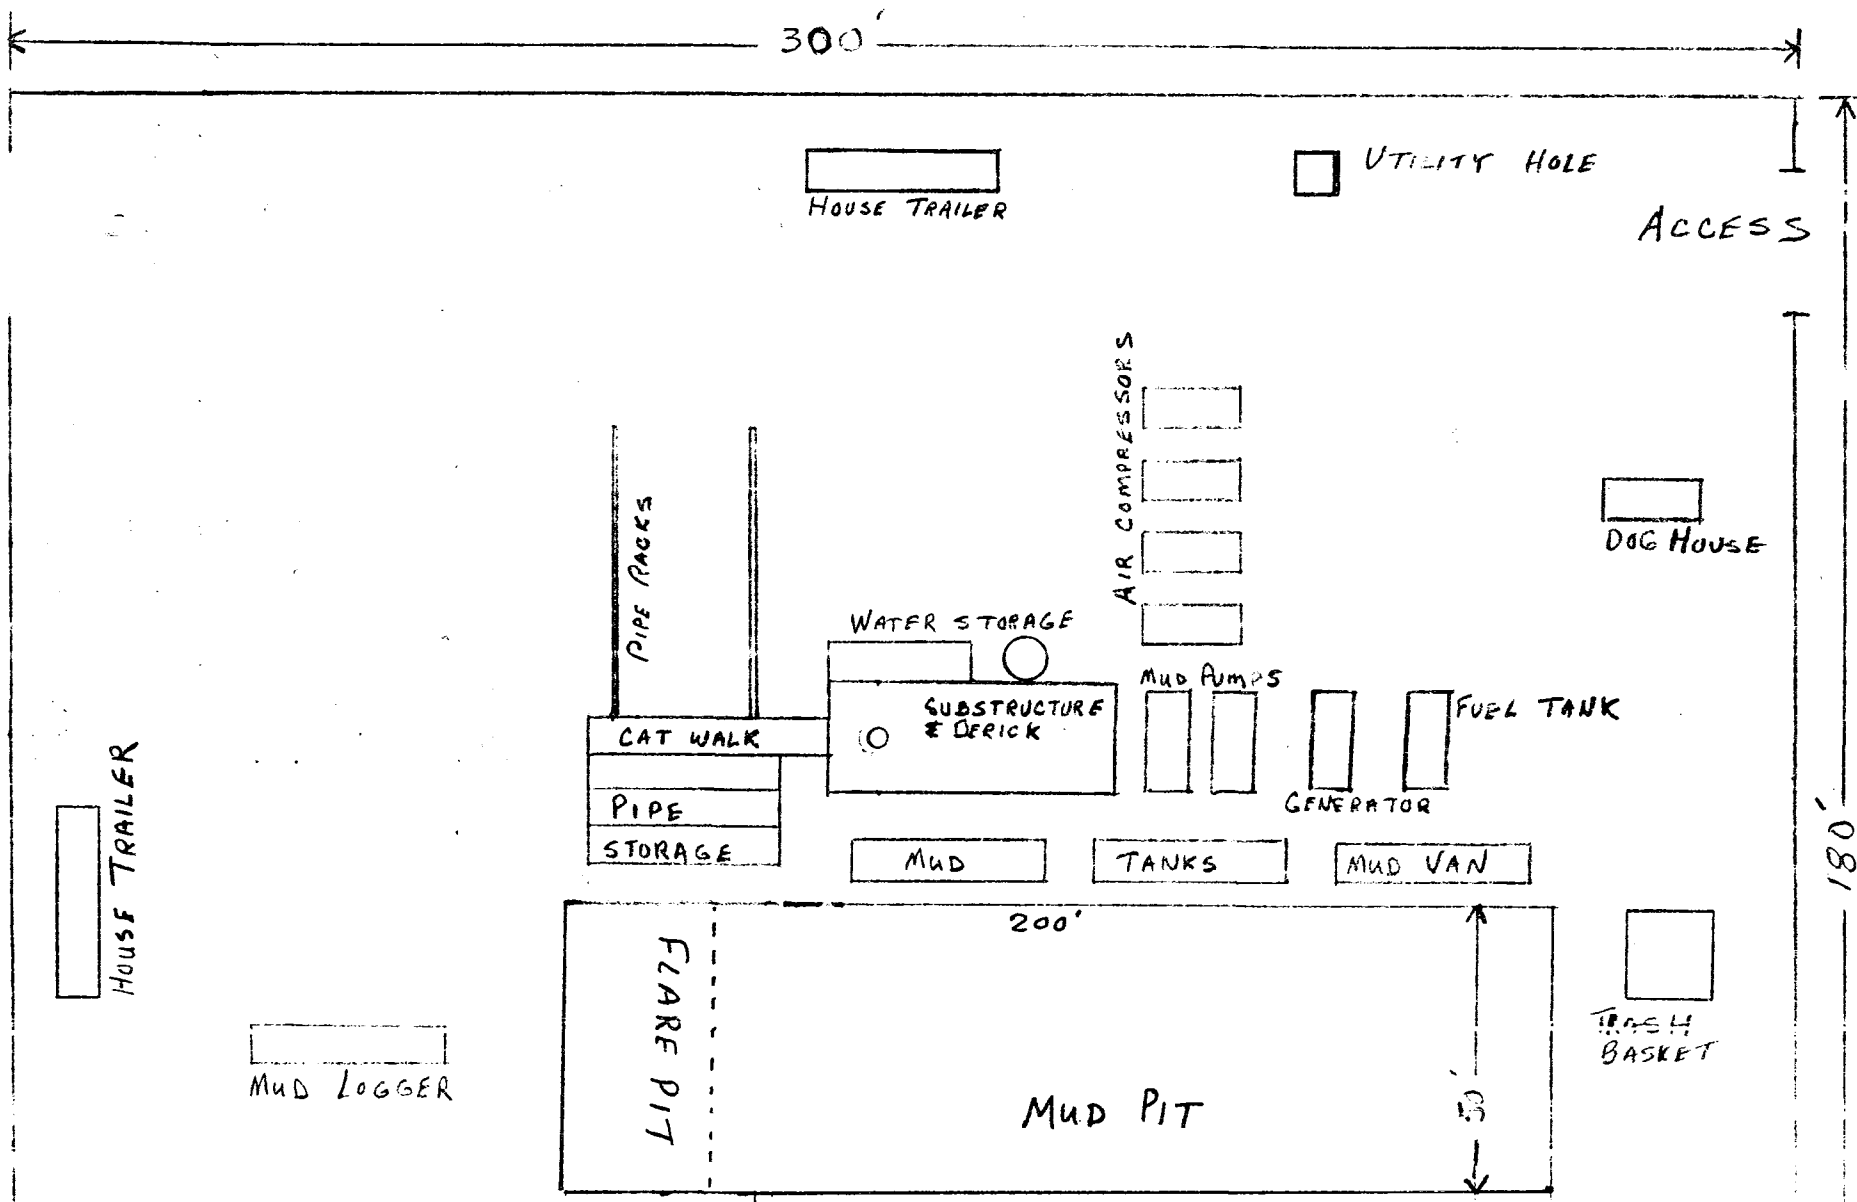 300'
HOUSE TRAILER
UTILITY HOLE
ACCESS
AIR COMPRESSORS
PIPE RACKS
DOG HOUSE
WATER STORAGE
MUD PUMPS
SUBSTRUCTURE
& DERICK
FUEL TANK
CAT WALK
GENERATOR
PIPE
STORAGE
MUD
TANKS
MUD VAN
180'
HOUSE TRAILER
200'
FLARE PIT
TRASH
BASKET
MUD LOGGER
MUD PIT
50'